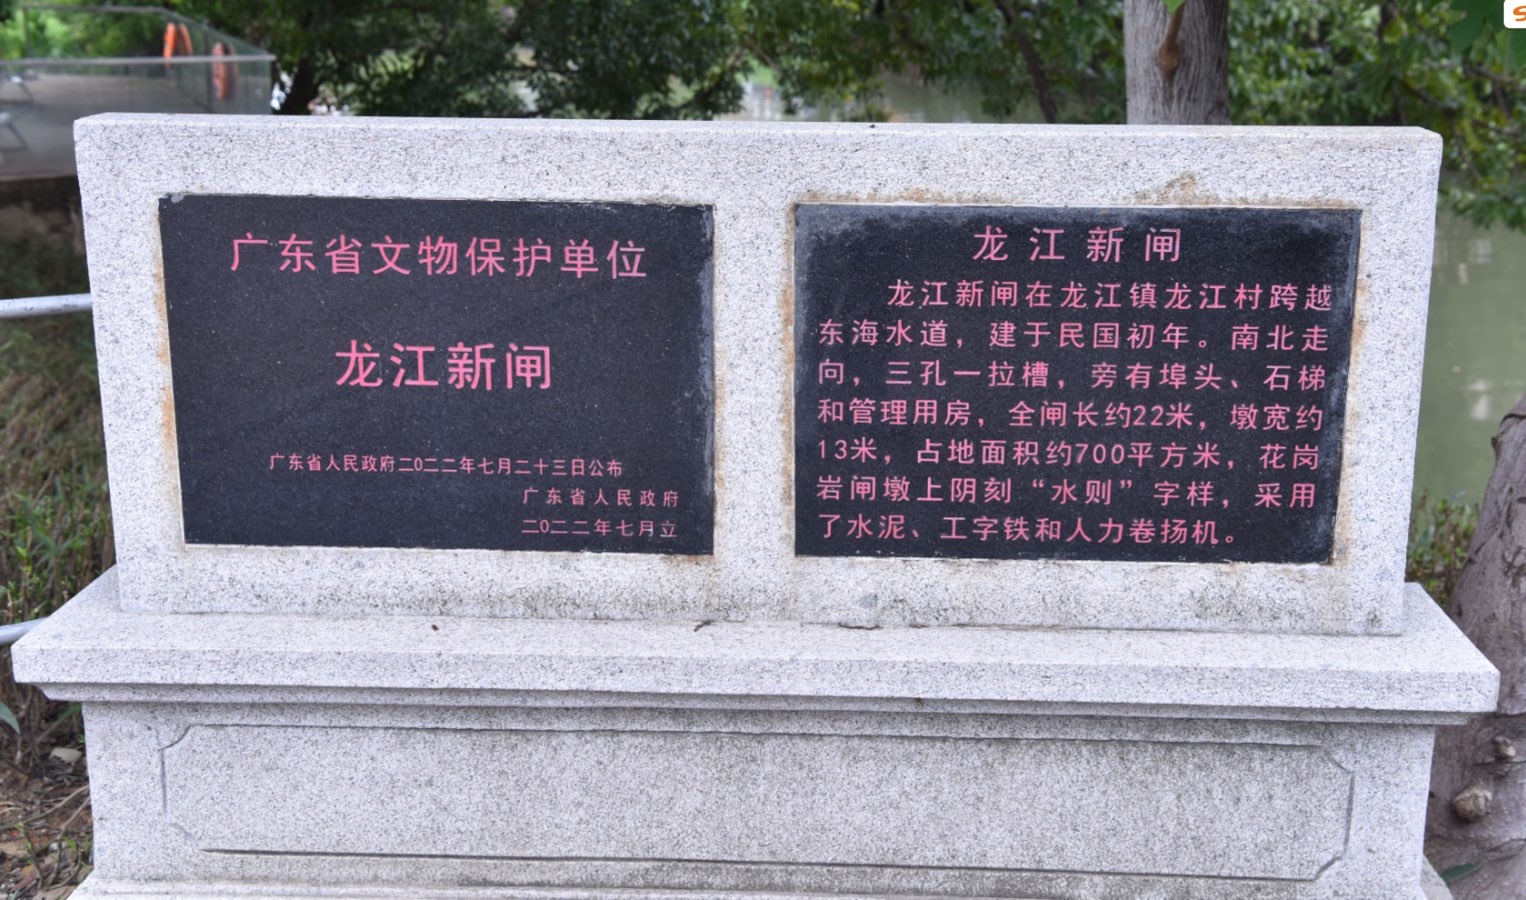 广东省文物保护单位
龙江新闸
广东省人民政府二〇二二年七月二十三日公布
广东省人民政府
二〇二二年七月立
龙江新闸
龙江新闸在龙江镇龙江村跨越
东海水道，建于民国初年。南北走
向，三孔一拉槽，旁有埠头、石梯
和管理用房，全闸长约22米，墩宽约
13米，占地面积约700平方米，花岗
岩闸墩上阴刻“水则”字样，采用
了水泥、工字铁和人力卷扬机。